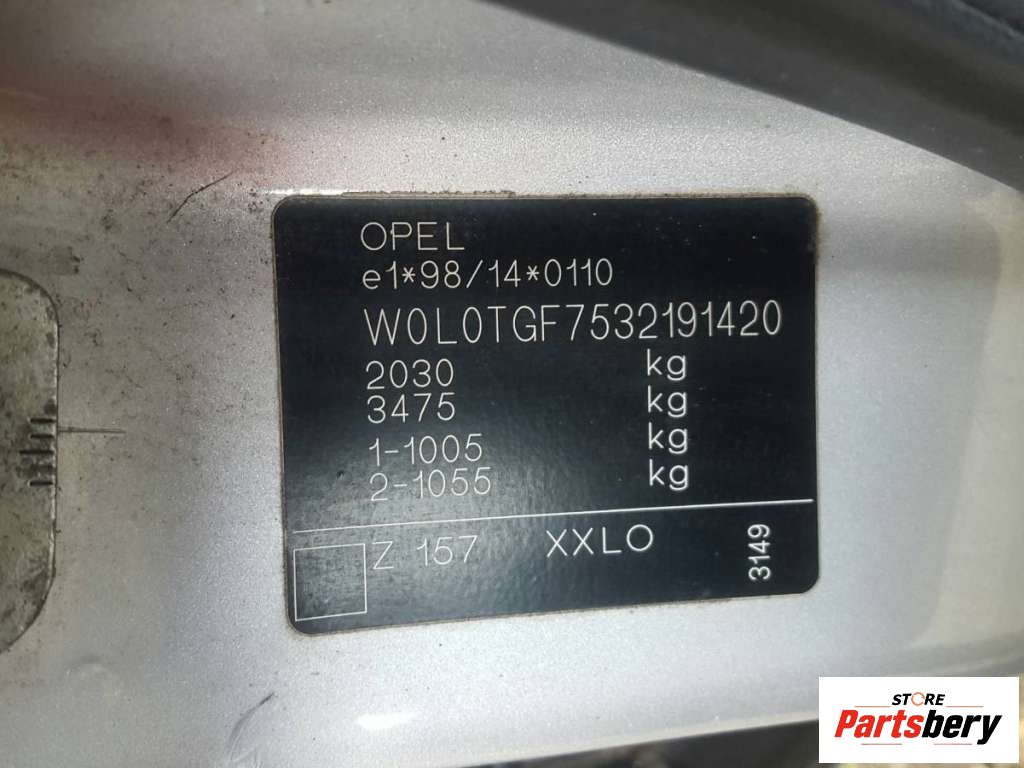 OPEL
e1*98/14*0110
W0L0TGF7532191420
2030 kg
3475 kg
1-1005 kg
2-1055 kg
Z 157 XXLO
3149
STORE
Partsbery